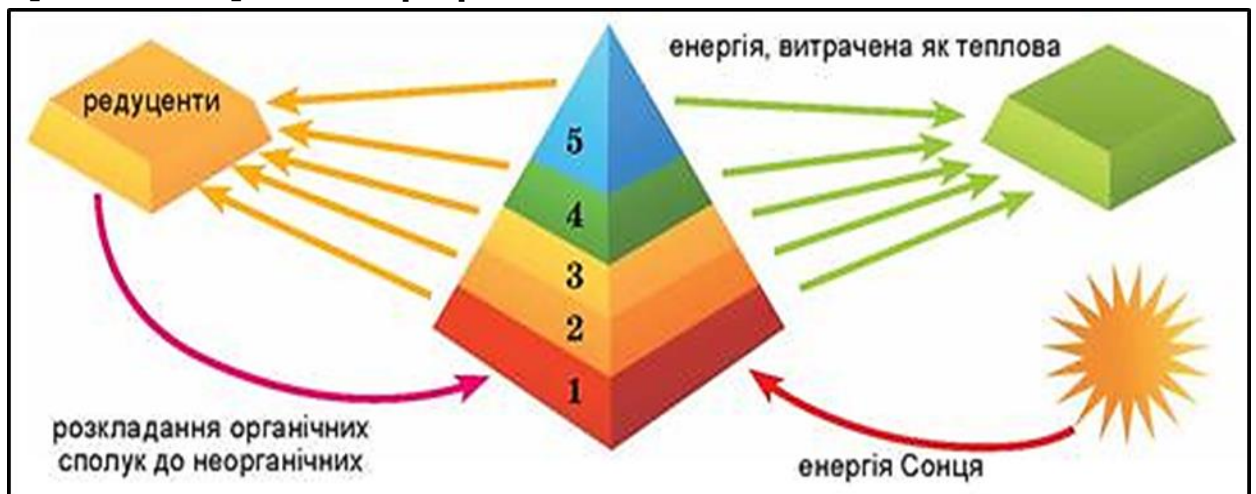 енергія, витрачена як теплова
редуценти
5
4
3
2
1
розкладання органічних
сполук до неорганічних
енергія Сонця